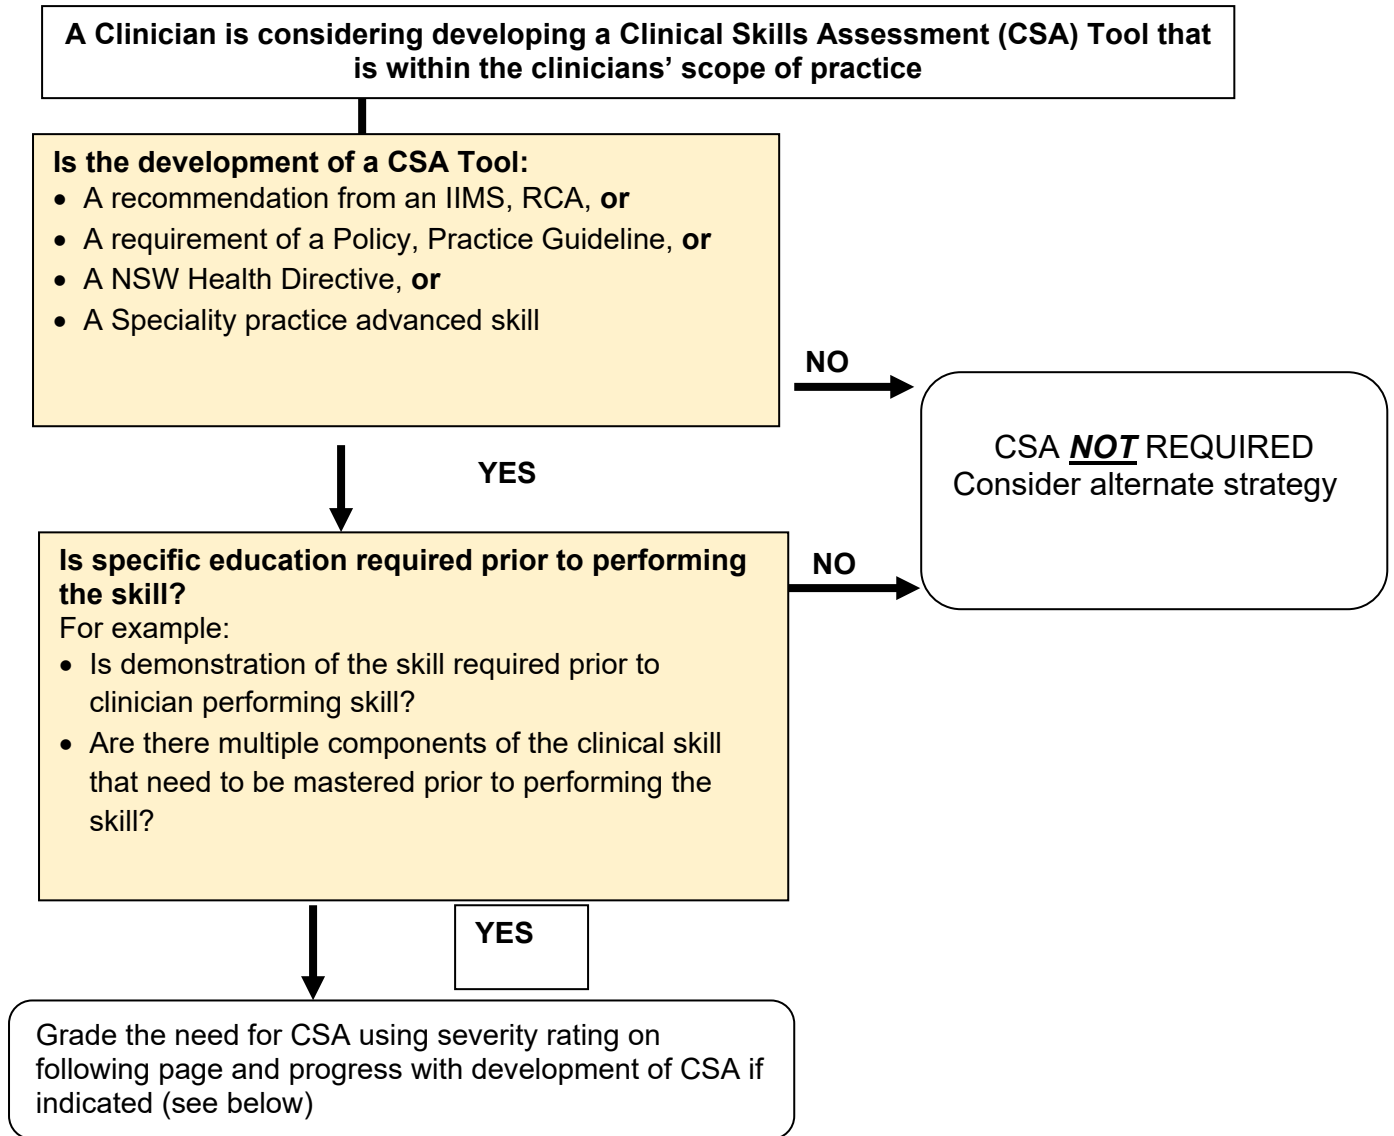 A Clinician is considering developing a Clinical Skills Assessment (CSA) Tool that
is within the clinicians’ scope of practice
Is the development of a CSA Tool:
• A recommendation from an IIMS, RCA, or
• A requirement of a Policy, Practice Guideline, or
• A NSW Health Directive, or
• A Speciality practice advanced skill
NO
CSA NOT REQUIRED
Consider alternate strategy
YES
Is specific education required prior to performing
the skill?
For example:
• Is demonstration of the skill required prior to
clinician performing skill?
• Are there multiple components of the clinical skill
that need to be mastered prior to performing the
skill?
NO
YES
Grade the need for CSA using severity rating on
following page and progress with development of CSA if
indicated (see below)